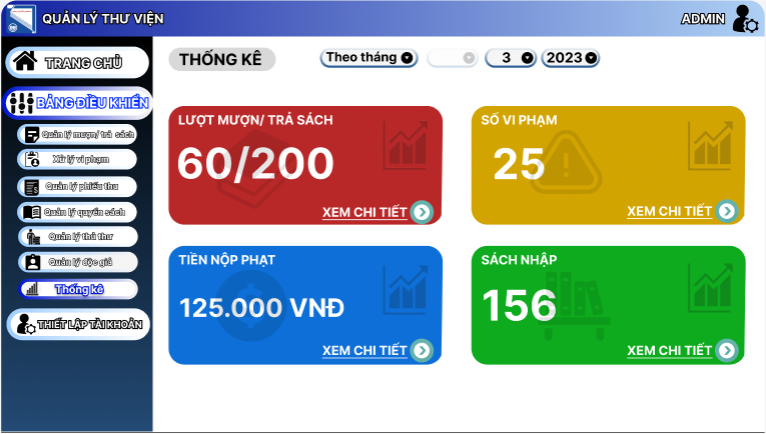 QUẢN LÝ THƯ VIỆN
ADMIN
TRANG CHỦ
BẢNG ĐIỀU KHIỂN
Quản lý mượn/ trả sách
Xử lý vi phạm
Quản lý phiếu thu
Quản lý quyển sách
Quản lý thủ thư
Quản lý độc giả
Thống kê
THIẾT LẬP TÀI KHOẢN
THỐNG KÊ
Theo tháng
3
2023
LƯỢT MƯỢN/ TRẢ SÁCH
60/200
XEM CHI TIẾT
SỐ VI PHẠM
25
XEM CHI TIẾT
TIỀN NỘP PHẠT
125.000 VNĐ
XEM CHI TIẾT
SÁCH NHẬP
156
XEM CHI TIẾT